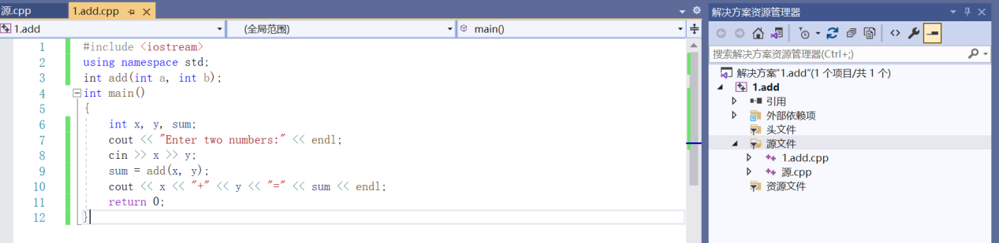 源.cpp
1.add.cpp
1.add
(全局范围)
main()
1 #include <iostream>
2 using namespace std;
3 int add(int a, int b);
4 int main()
5 {
6 int x, y, sum;
7 cout << "Enter two numbers:" << endl;
8 cin >> x >> y;
9 sum = add(x, y);
10 cout << x << "+" << y << "=" << sum << endl;
11 return 0;
12 }
解决方案资源管理器
搜索解决方案资源管理器(Ctrl+;)
解决方案"1.add"(1 个项目/共 1 个)
1.add
引用
外部依赖项
头文件
源文件
1.add.cpp
源.cpp
资源文件